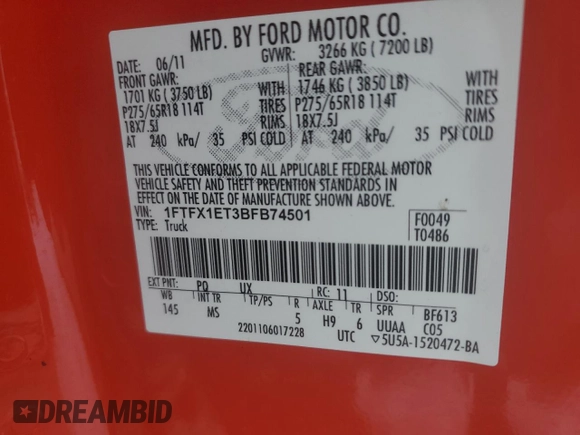 MFD. BY FORD MOTOR CO.
DATE: 06/11 GVWR: 3266 KG ( 7200 LB)
FRONT GAWR: REAR GAWR:
1701 KG ( 3750 LB) WITH 1746 KG ( 3850 LB) WITH
P275/65R18 114T TIRES P275/65R18 114T TIRES
18X7.5J RIMS 18X7.5J RIMS
AT 240 kPa/ 35 PSI COLD AT 240 kPa/ 35 PSI COLD
THIS VEHICLE CONFORMS TO ALL APPLICABLE FEDERAL MOTOR
VEHICLE SAFETY AND THEFT PREVENTION STANDARDS IN
EFFECT ON THE DATE OF MANUFACTURE SHOWN ABOVE.
VIN: 1FTFX1ET3BFB74501 F0049
TYPE: Truck T0486
EXT PNT: PQ UX RC: 11 DSO:
WB INT TR TP/PS R AXLE TR SPR BF613
145 MS 5 H9 6 UUAA C05
2201106017228 UTC ▽5U5A-1520472-BA
DREAMBID